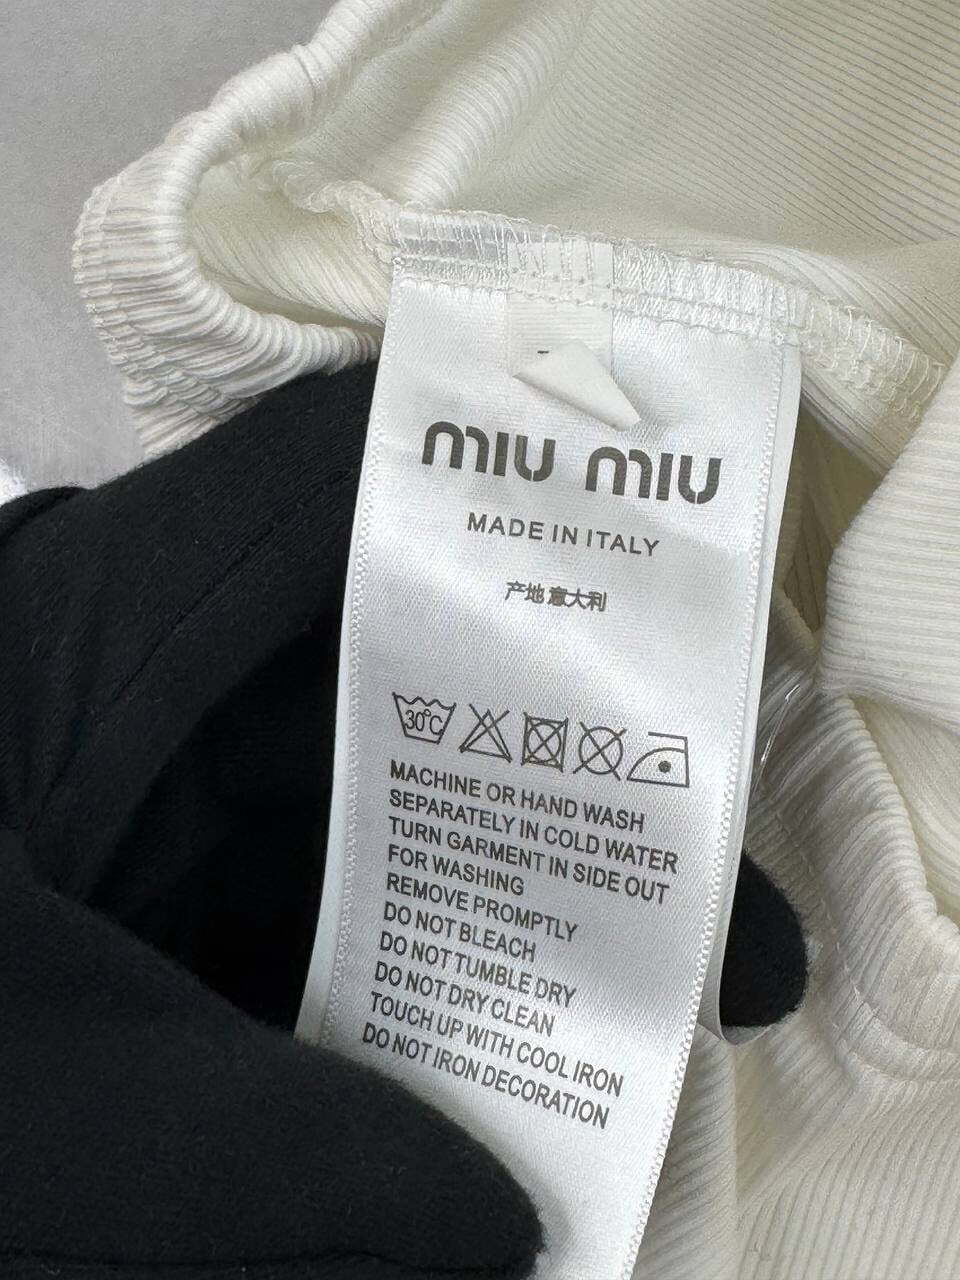 MIU MIU
MADE IN ITALY
产地 意大利
30°C
MACHINE OR HAND WASH
SEPARATELY IN COLD WATER
TURN GARMENT IN SIDE OUT
FOR WASHING
REMOVE PROMPTLY
DO NOT BLEACH
DO NOT TUMBLE DRY
DO NOT DRY CLEAN
TOUCH UP WITH COOL IRON
DO NOT IRON DECORATION